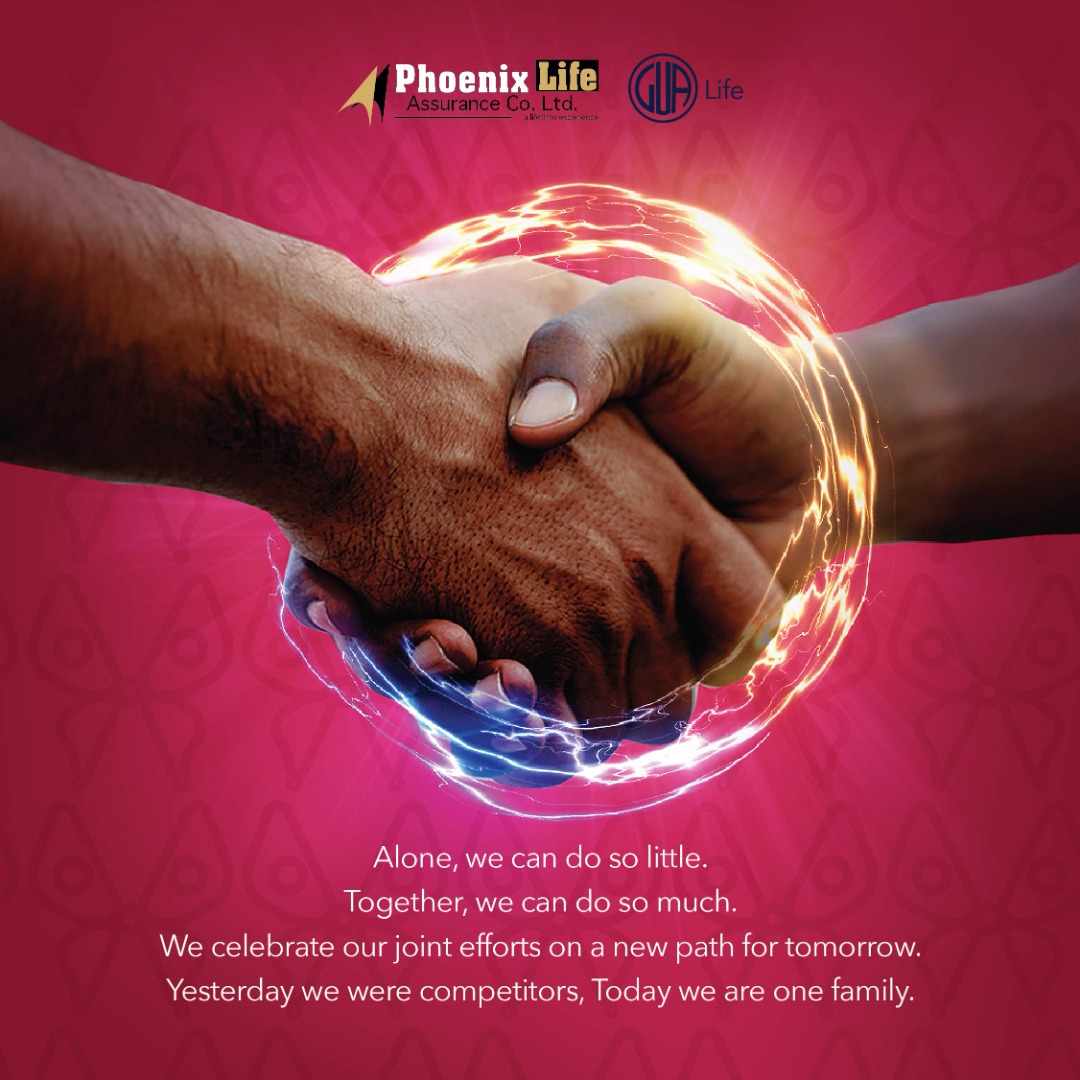 Phoenix Life
Assurance Co. Ltd.
a lifetime experience
GUA Life
Alone, we can do so little.
Together, we can do so much.
We celebrate our joint efforts on a new path for tomorrow.
Yesterday we were competitors, Today we are one family.